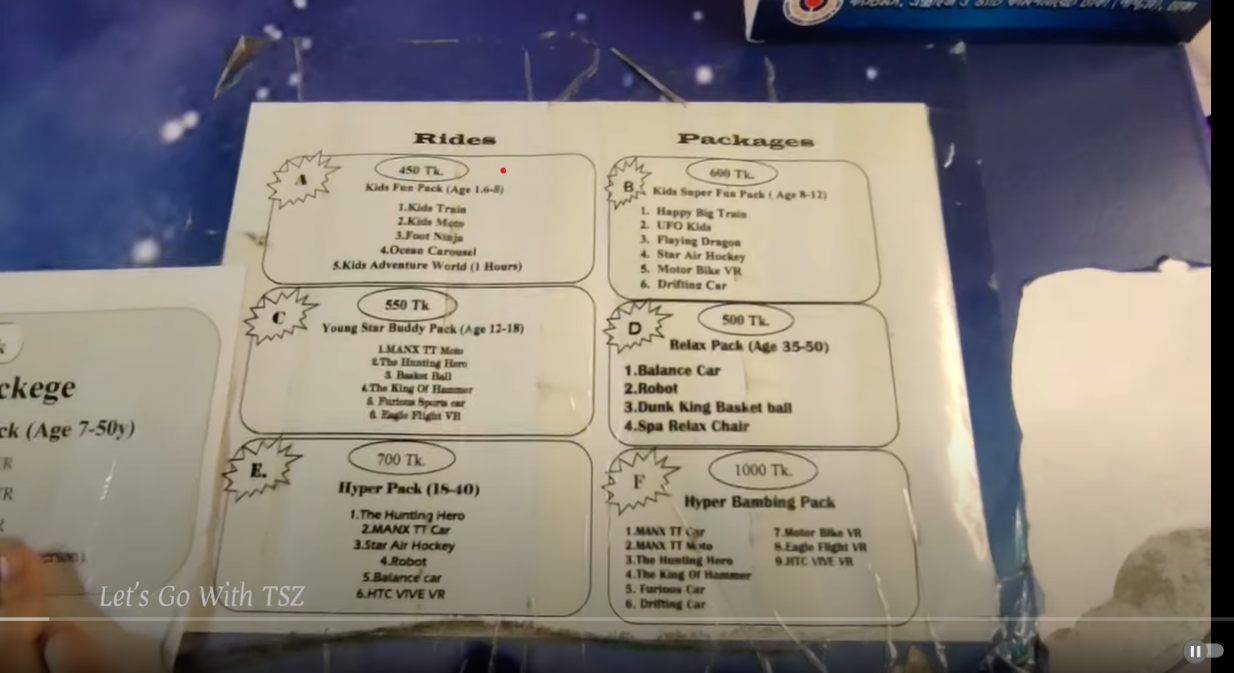 Rides Packages
A
450 Tk.
Kids Fun Pack (Age 1.6-8)
1.Kids Train
2.Kids Moto
3.Foot Ninja
4.Ocean Carousel
5.Kids Adventure World (1 Hours)
B
600 Tk.
Kids Super Fun Pack ( Age 8-12)
1. Happy Big Train
2. UFO Kids
3. Flaying Dragon
4. Star Air Hockey
5. Motor Bike VR
6. Drifting Car
C
550 Tk
Young Star Buddy Pack (Age 12-18)
1.MANX TT Moto
2.The Hunting Hero
3. Basket Ball
4.The King Of Hammer
5. Furious Sports car
6. Eagle Flight VR
D
500 Tk.
Relax Pack (Age 35-50)
1.Balance Car
2.Robot
3.Dunk King Basket ball
4.Spa Relax Chair
E.
700 Tk.
Hyper Pack (18-40)
1.The Hunting Hero
2.MANX TT Car
3.Star Air Hockey
4.Robot
5.Balance car
6.HTC VIVE VR
F
1000 Tk.
Hyper Bambing Pack
1.MANX TT Car
2.MANX TT Moto
3.The Hunting Hero
4.The King Of Hammer
5. Furious Car
6. Drifting Car
7.Motor Bike VR
8.Eagle Flight VR
9.HTC VIVE VR
ckege
ck (Age 7-50y)
R
R
Let's Go With TSZ